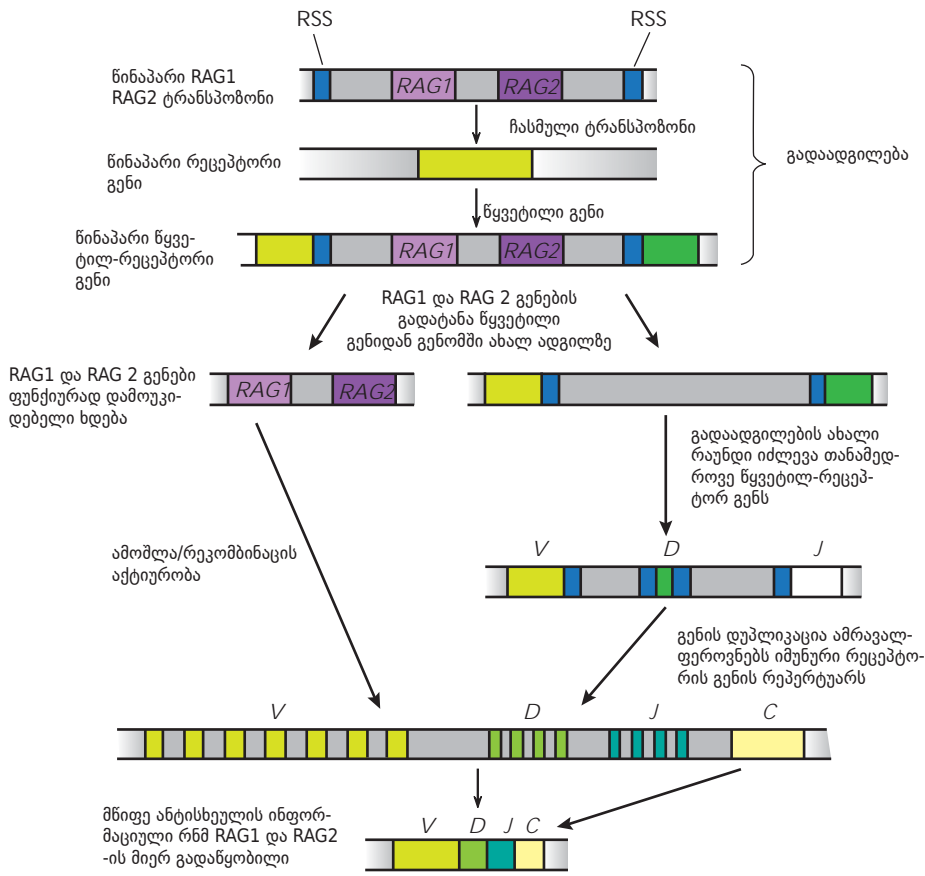 RSS
RSS
წინაპარი RAG1
RAG2 ტრანსპოზონი
RAG1
RAG2
ჩასმული ტრანსპოზონი
წინაპარი რეცეპტორი
გენი
გადაადგილება
წყვეტილი გენი
წინაპარი წყვე-
ტილ-რეცეპტორი
გენი
RAG1
RAG2
RAG1 და RAG 2 გენების
გადატანა წყვეტილი
გენიდან გენომში ახალ ადგილზე
RAG1 და RAG 2 გენები
ფუნქიურად დამოუკი-
დებელი ხდება
RAG1
RAG2
გადაადგილების ახალი
რაუნდი იძლევა თანამედ-
როვე წყვეტილ-რეცეპ-
ტორ გენს
V
D
J
ამოშლა/რეკომბინაცის
აქტიურობა
გენის დუპლიკაცია ამრავალ-
ფეროვნებს იმუნური რეცეპტო-
რის გენის რეპერტუარს
V
D
J
C
მწიფე ანტისხეულის ინფორ-
მაციული რნმ RAG1 და RAG2
-ის მიერ გადაწყობილი
V
D
J
C